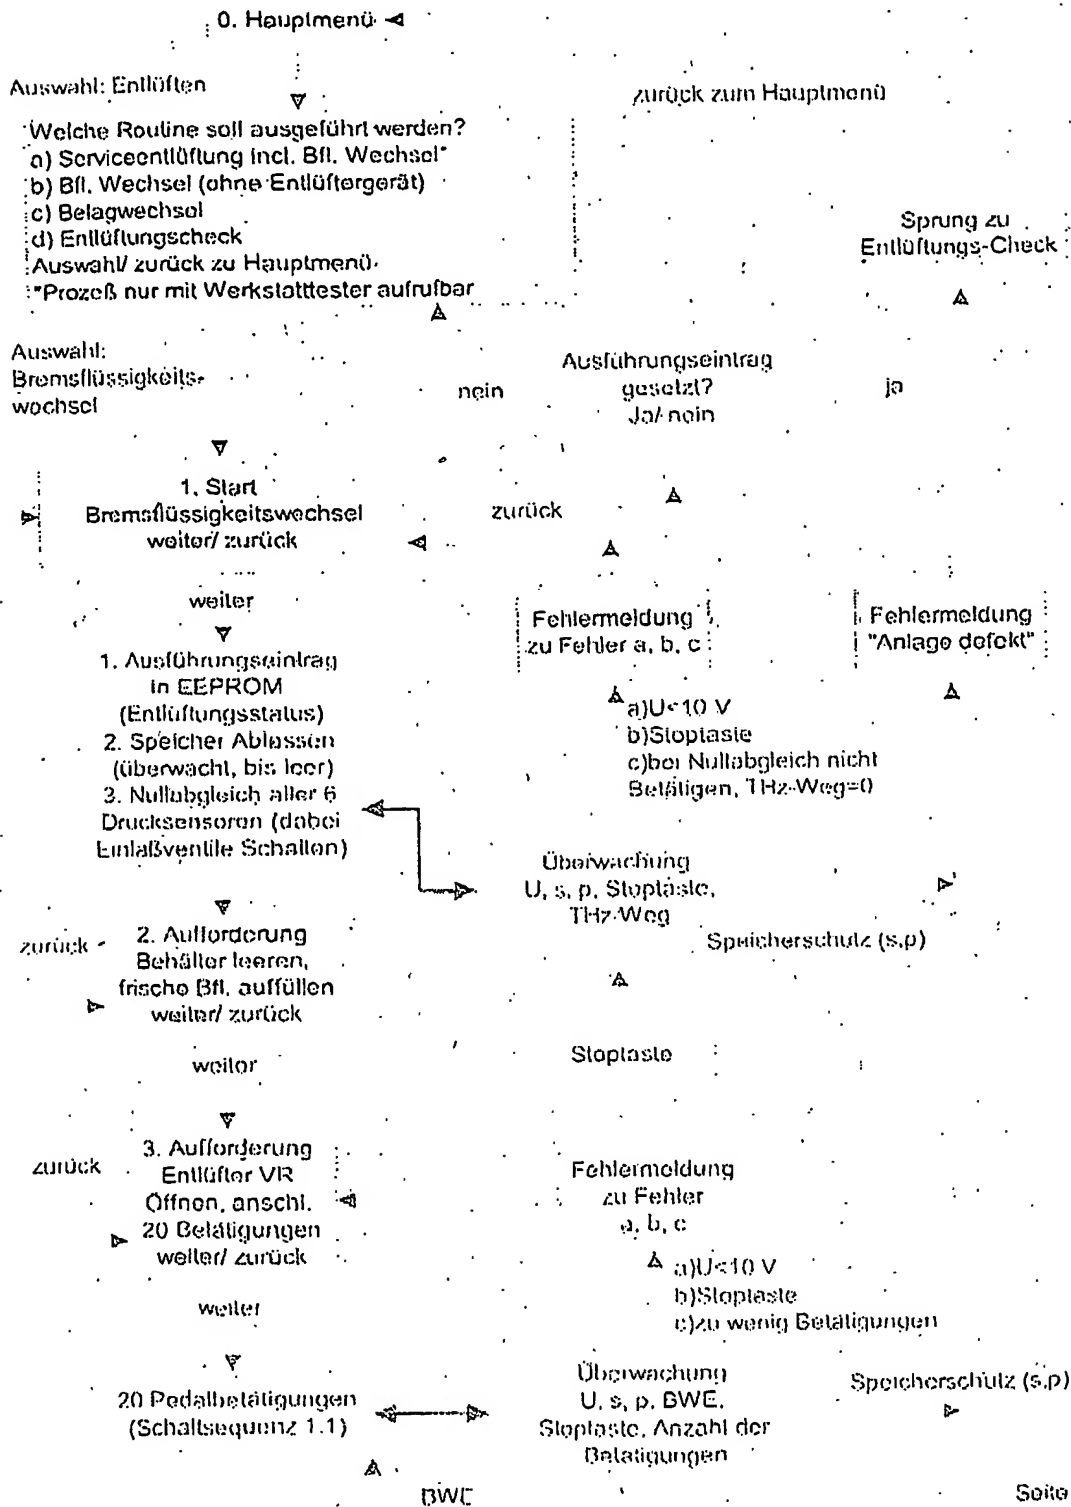 0. Hauptmenü
Auswahl: Entlüften
zurück zum Hauptmenü
Welche Routine soll ausgeführt werden?
a) Serviceentlüftung incl. Bfl. Wechsel*
b) Bfl. Wechsel (ohne Entlüftergerät)
c) Belagwechsel
d) Entlüftungscheck
Auswahl/ zurück zu Hauptmenü
*Prozeß nur mit Werkstatttester aufrufbar
Sprung zu
Entlüftungs-Check
Auswahl:
Bremsflüssigkeits-
wechsel
nein
Ausführungseintrag
gesetzt?
Ja/ nein
ja
1. Start
Bremsflüssigkeitswechsel
weiter/ zurück
zurück
weiter
Fehlermeldung
zu Fehler a, b, c
Fehlermeldung
"Anlage defekt"
1. Ausführungseintrag
in EEPROM
(Entlüftungsstatus)
2. Speicher Ablassen
(überwacht, bis leer)
3. Nullabgleich aller 6
Drucksensoren (dabei
Einlaßventile Schalten)
a)U<10 V
b)Stoptaste
c)bei Nullabgleich nicht
Betätigen, THz-Weg=0
Überwachung
U, s, p, Stoptaste,
THz-Weg
Speicherschutz (s,p)
zurück
2. Aufforderung
Behälter leeren,
frische Bfl. auffüllen
weiter/ zurück
weiter
Stoptaste
zurück
3. Aufforderung
Entlüfter VR
Öffnen, anschl.
20 Betätigungen
weiter/ zurück
Fehlermeldung
zu Fehler
a, b, c
a)U<10 V
b)Stoptaste
c)zu wenig Betätigungen
weiter
20 Pedalbetätigungen
(Schaltsequenz 1.1)
Überwachung
U, s, p, BWE,
Stoptaste, Anzahl der
Betätigungen
Speicherschutz (s,p)
BWE
Seite